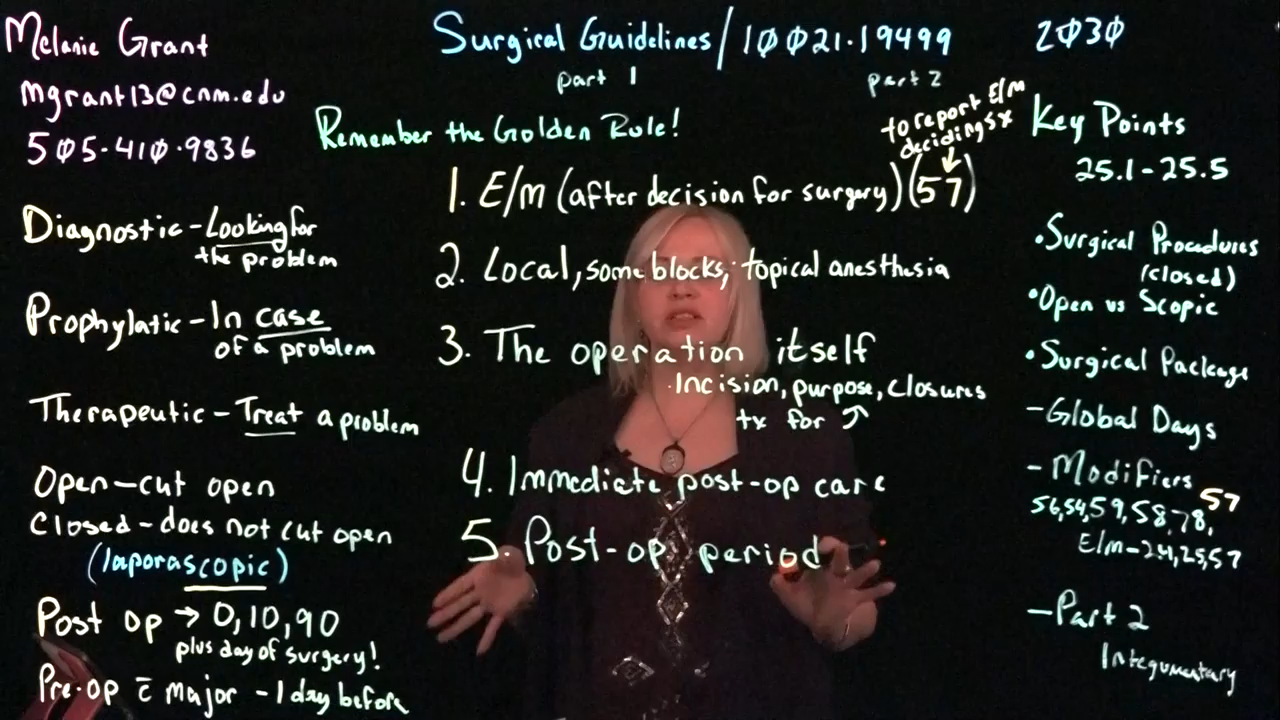 Melanie Grant
mgrant13@cnm.edu
505-410-9836
Diagnostic - Looking for
the problem
Prophylatic - In case
of a problem
Therapeutic - Treat a problem
Open - cut open
Closed - does not cut open
(laporascopic)
Post op → 0, 10, 90
plus day of surgery!
Pre-op c̄ major - 1 day before
Surgical Guidelines / 10021-19499
part 1
part 2
Remember the Golden Rule!
to report E/M
deciding sx
1. E/m (after decision for surgery) (57)
2. Local, some blocks, topical anesthesia
3. The operation itself
· Incision, purpose, closures
tx for
4. Immediate post-op care
5. Post-op period
2030
Key Points
25.1 - 25.5
• Surgical Procedures
(closed)
• Open vs Scopic
• Surgical Package
- Global Days
- Modifiers
57
56, 54, 59, 58, 78,
E/m - 24, 25, 57
- Part 2
Integumentary